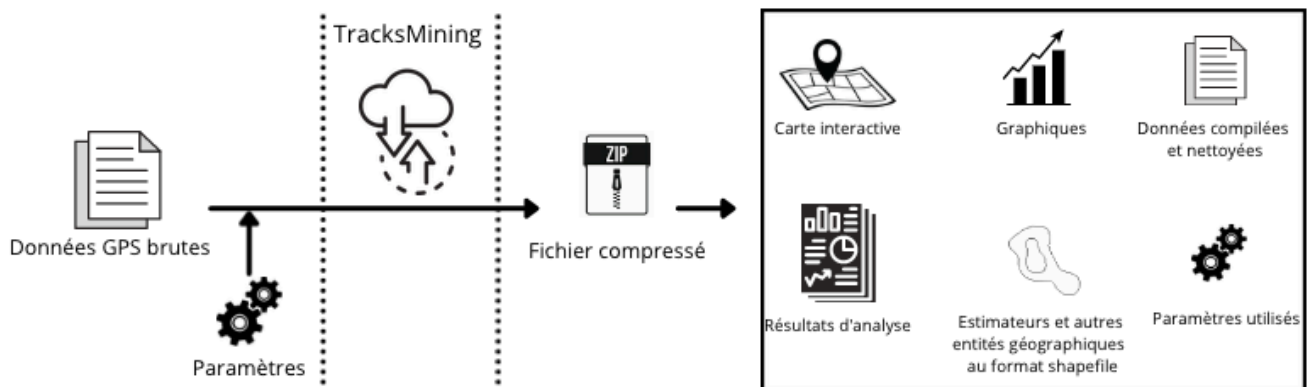 TracksMining
Données GPS brutes
Paramètres
ZIP
Fichier compressé
Carte interactive
Graphiques
Données compilées
et nettoyées
Résultats d'analyse
Estimateurs et autres
entités géographiques
au format shapefile
Paramètres utilisés